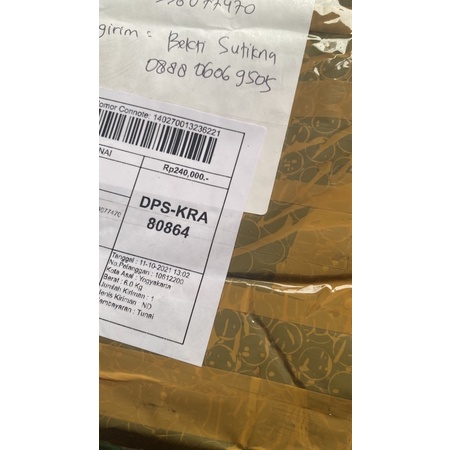 Pengirim : Bekti Sutikna
0888 0606 9505
Nomor Connote: 140270013236221
NAI
Rp240,000,-
DPS-KRA
80864
8077470
Tanggal : 11-10-2021 13:02
No.Pelanggan : 10612200
Kota Asal : Yogyakarta
Berat : 6.0 Kg
Jumlah Kiriman : 1
Jenis Kiriman : ND
Pembayaran : Tunai